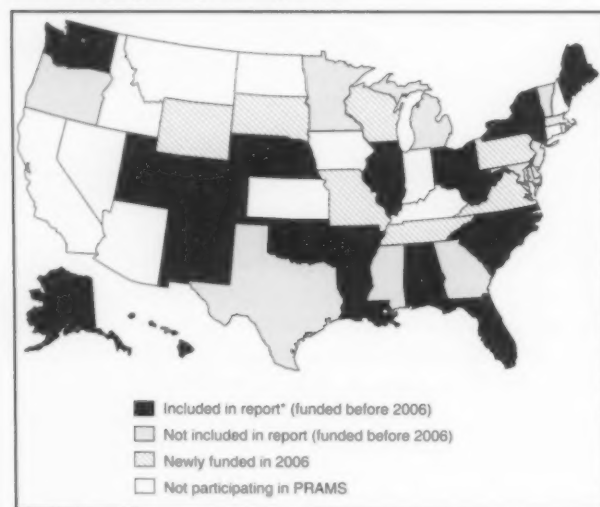 Included in report* (funded before 2006)
Not included in report (funded before 2006)
Newly funded in 2006
Not participating in PRAMS